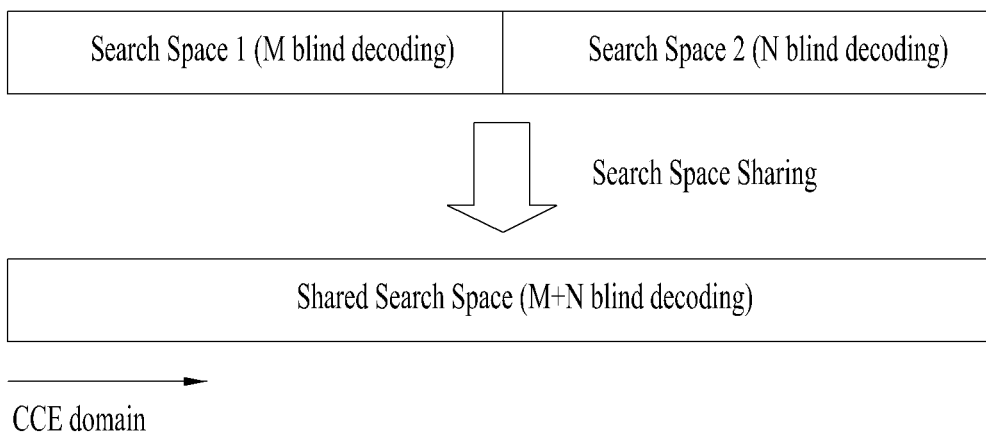 Search Space 1 (M blind decoding)
Search Space 2 (N blind decoding)
Search Space Sharing
Shared Search Space (M+N blind decoding)
CCE domain